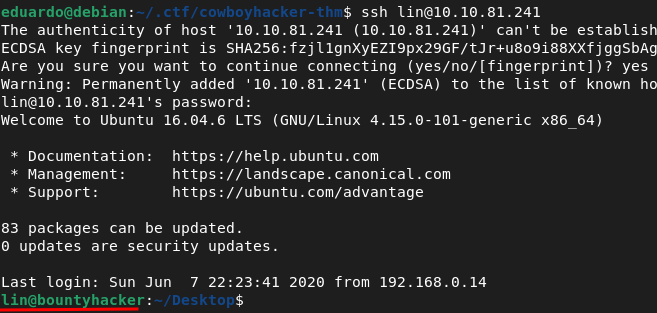 eduardo@debian:~/.ctf/cowboyhacker-thm$ ssh lin@10.10.81.241
The authenticity of host '10.10.81.241 (10.10.81.241)' can't be establish
ECDSA key fingerprint is SHA256:fzjl1gnXyEZI9px29GF/tJr+u8o9i88XXfjggSbAg
Are you sure you want to continue connecting (yes/no/[fingerprint])? yes
Warning: Permanently added '10.10.81.241' (ECDSA) to the list of known ho
lin@10.10.81.241's password:
Welcome to Ubuntu 16.04.6 LTS (GNU/Linux 4.15.0-101-generic x86_64)
* Documentation:  https://help.ubuntu.com
* Management:     https://landscape.canonical.com
* Support:        https://ubuntu.com/advantage
83 packages can be updated.
0 updates are security updates.
Last login: Sun Jun  7 22:23:41 2020 from 192.168.0.14
lin@bountyhacker:~/Desktop$